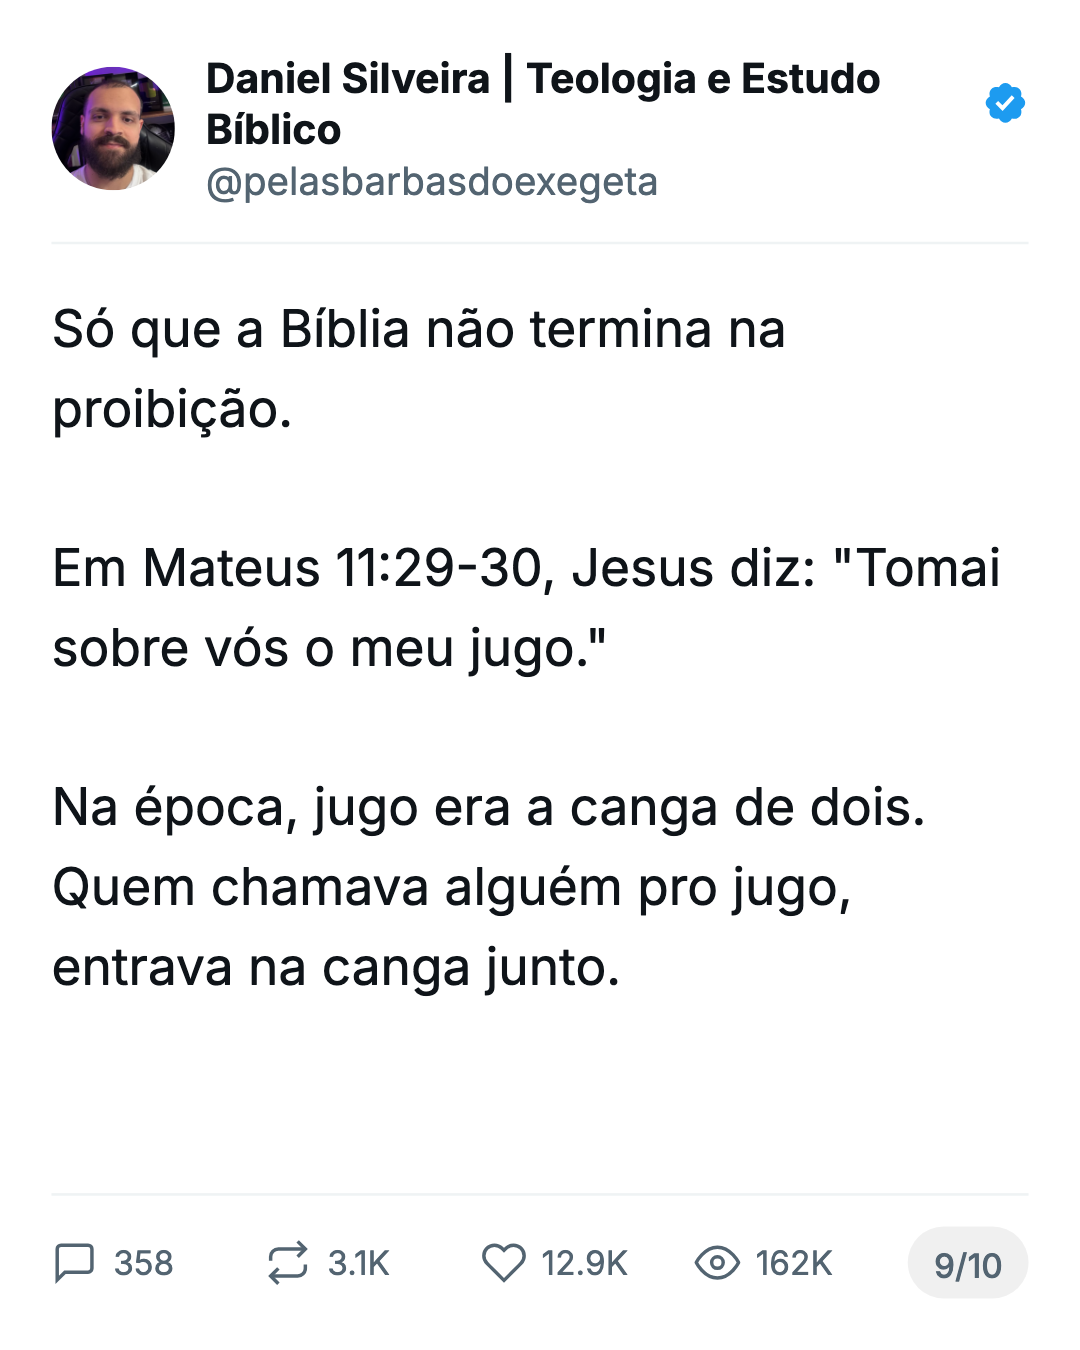 Daniel Silveira | Teologia e Estudo
Bíblico
@pelasbarbasdoexegeta
Só que a Bíblia não termina na
proibição.
Em Mateus 11:29-30, Jesus diz: "Tomai
sobre vós o meu jugo."
Na época, jugo era a canga de dois.
Quem chamava alguém pro jugo,
entrava na canga junto.
358 3.1K 12.9K 162K 9/10